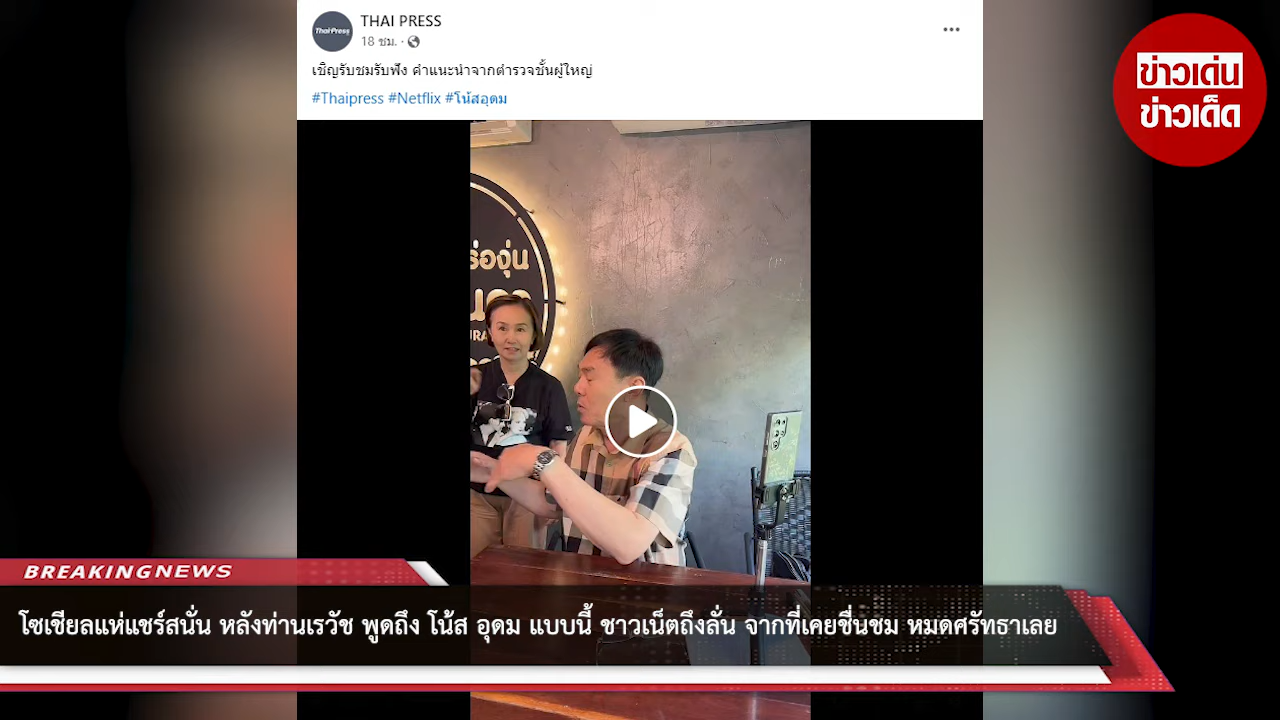 THAI PRESS
Thai-Press
18 ชม.
เชิญรับชมรับฟัง คำแนะนำจากตำรวจชั้นผู้ใหญ่
#Thaipress #Netflix #โน้สอุดม
ข่าวเด่น
ข่าวเด็ด
BREAKINGNEWS
โซเชียลแห่แชร์สนั่น หลังท่านเรวัช พูดถึง โน้ส อุดม แบบนี้ ชาวเน็ตถึงลั่น จากที่เคยชื่นชม หมดศรัทธาเลย